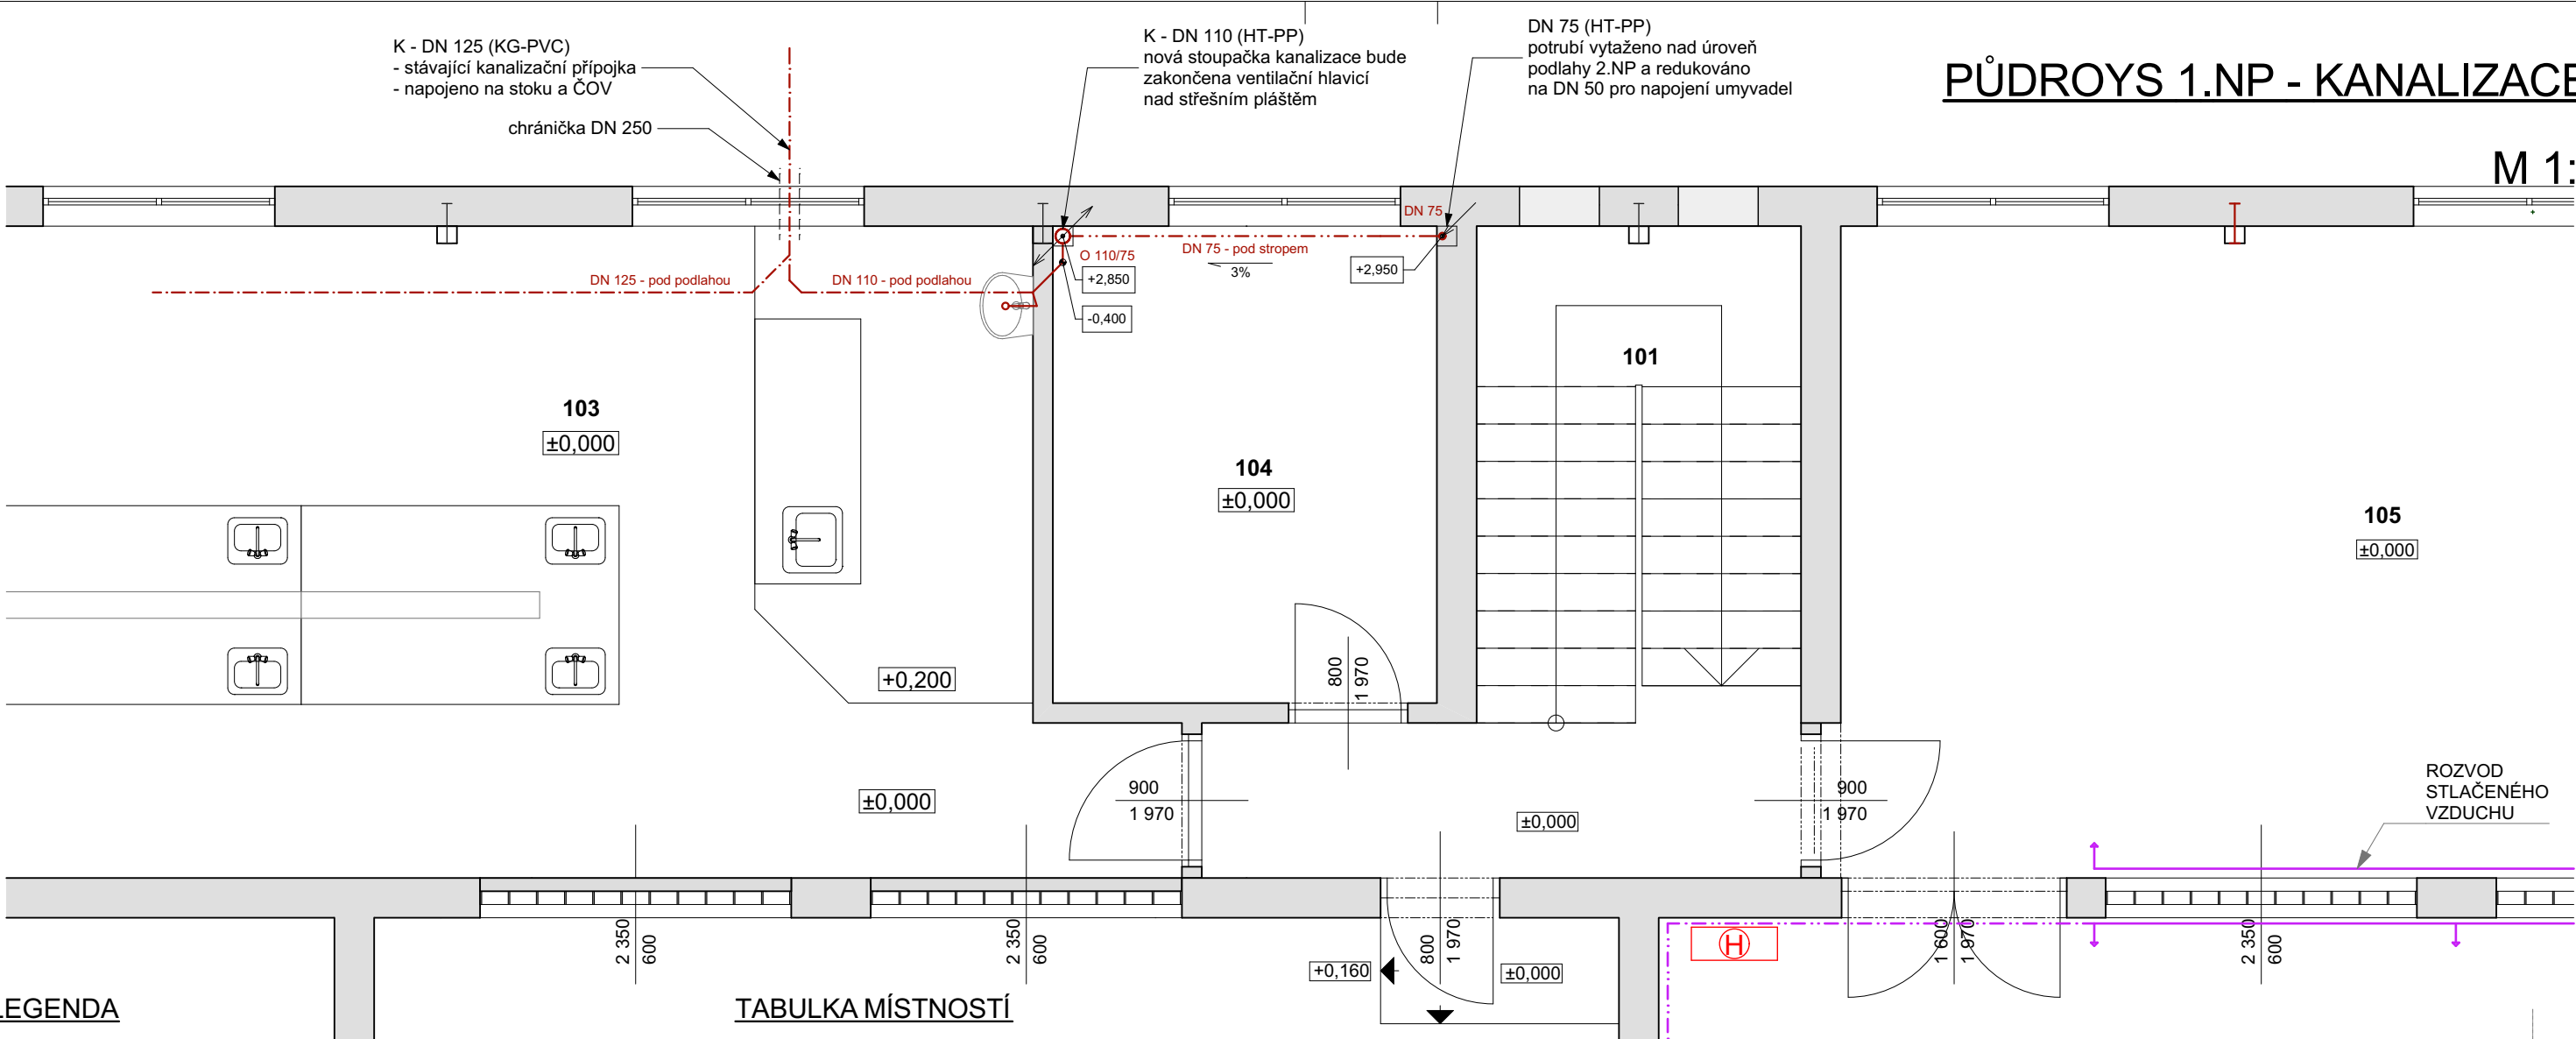 K - DN 125 (KG-PVC)
- stávající kanalizační přípojka
- napojeno na stoku a ČOV
chránička DN 250
K - DN 110 (HT-PP)
nová stoupačka kanalizace bude
zakončena ventilační hlavicí
nad střešním pláštěm
DN 75 (HT-PP)
potrubí vytaženo nad úroveň
podlahy 2.NP a redukováno
na DN 50 pro napojení umyvadel
PŮDROYS 1.NP - KANALIZACE
M 1:
DN 75
O 110/75
DN 75 - pod stropem
3%
+2,850
+2,950
-0,400
DN 125 - pod podlahou
DN 110 - pod podlahou
103
±0,000
104
±0,000
101
105
±0,000
+0,200
800
1 970
±0,000
900
1 970
±0,000
900
1 970
ROZVOD
STLAČENÉHO
VZDUCHU
2 350
600
2 350
600
800
1 970
+0,160
±0,000
H
1 600
1 970
2 350
600
LEGENDA
TABULKA MÍSTNOSTÍ